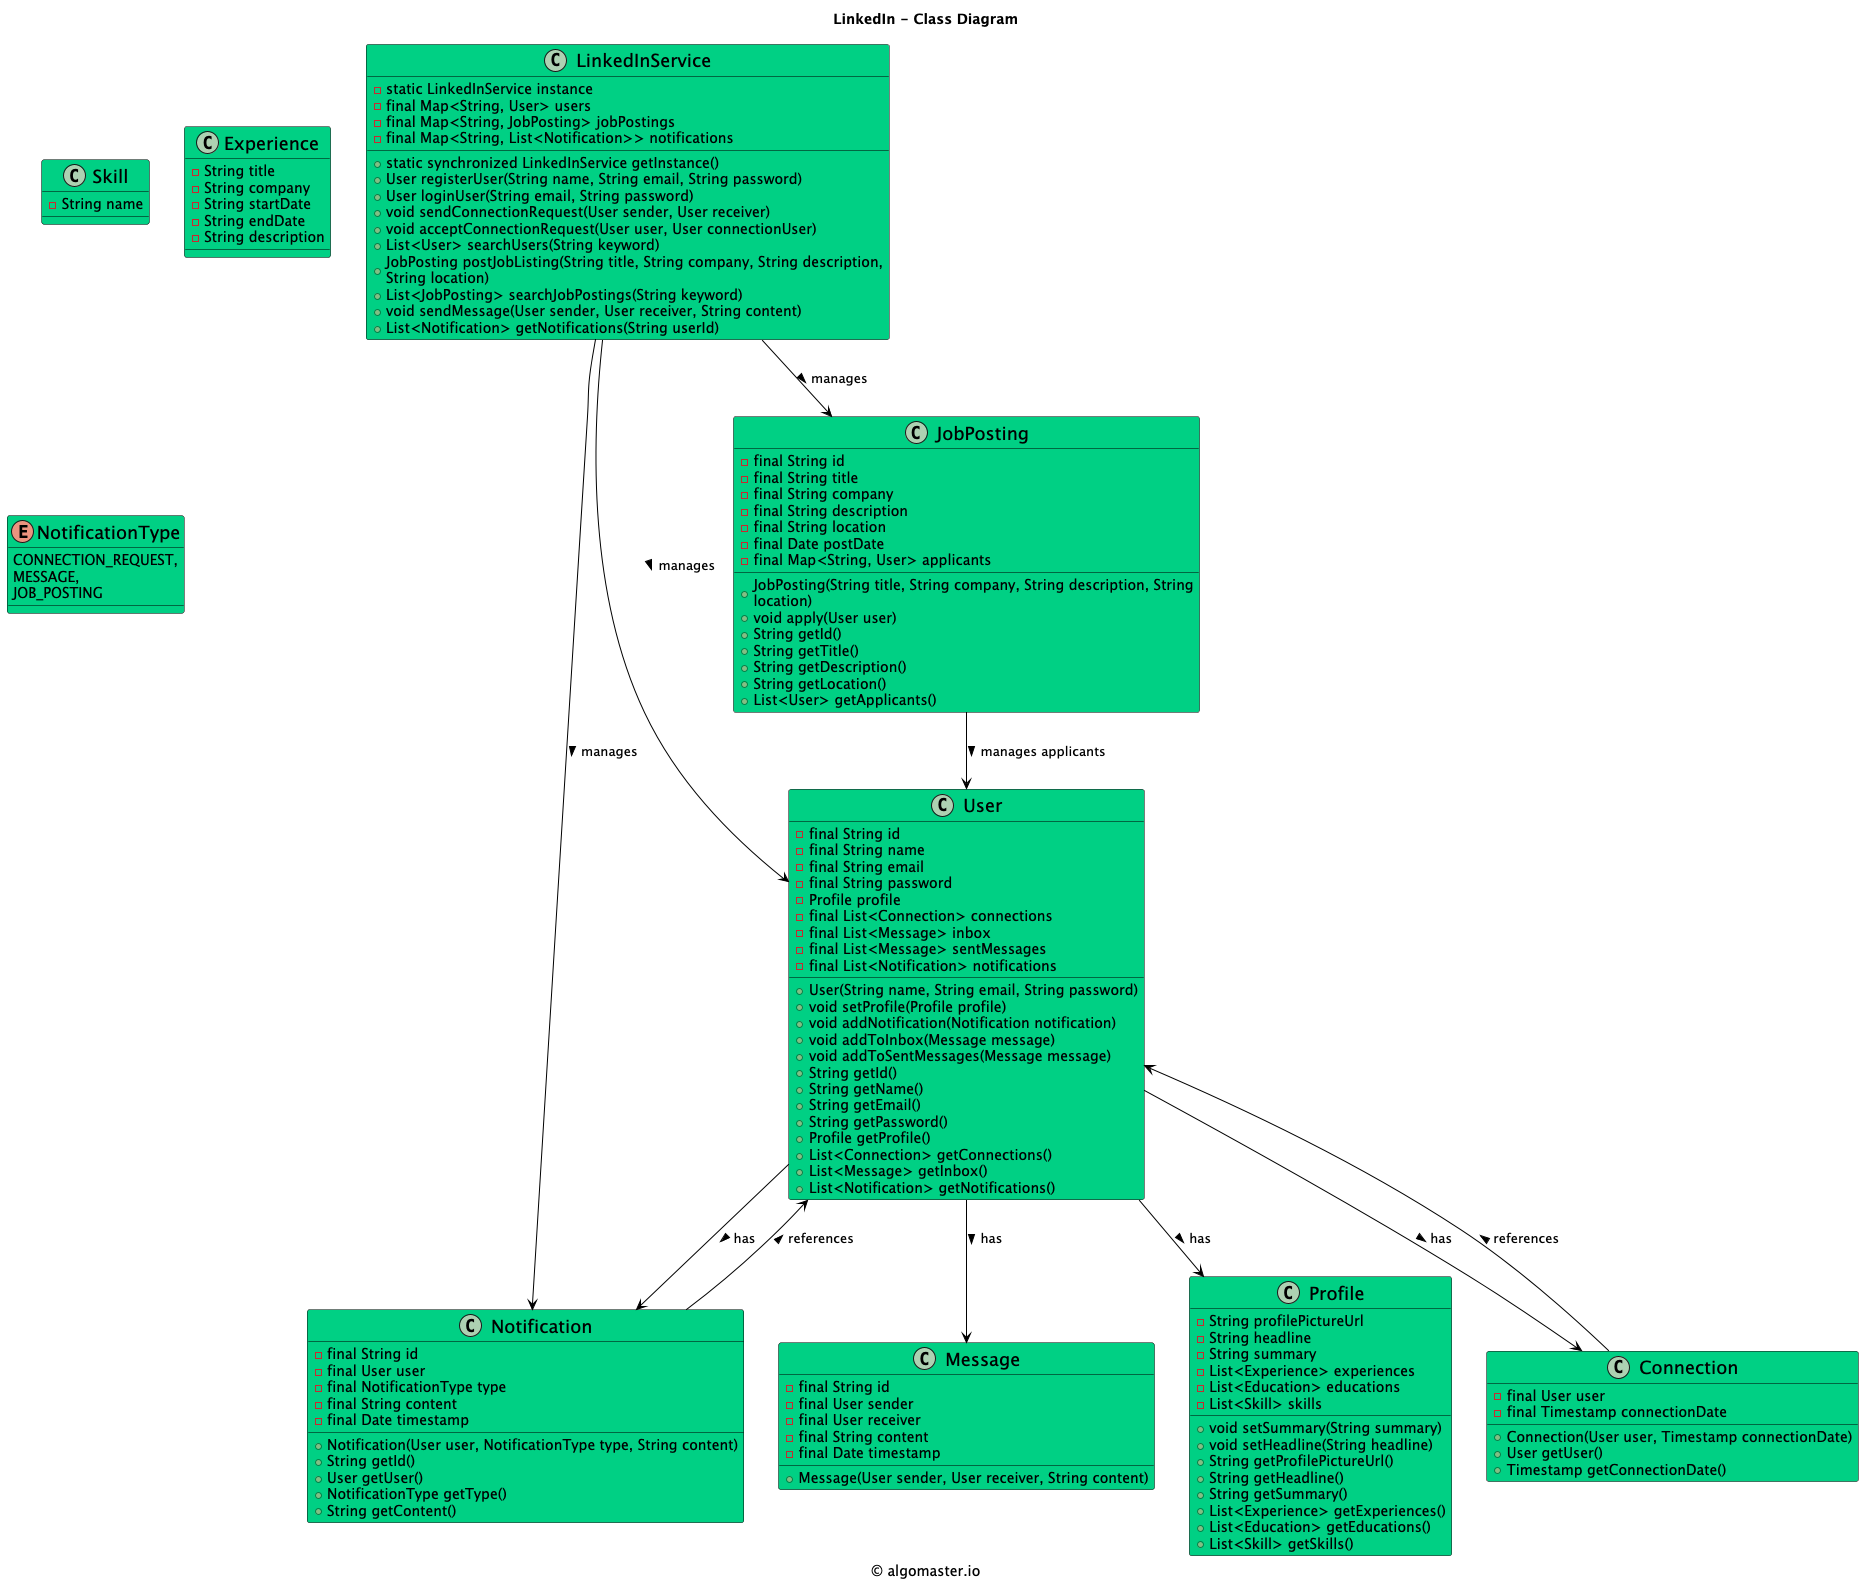 LinkedIn - Class Diagram
C LinkedInService
static LinkedInService instance
final Map<String, User> users
final Map<String, JobPosting> jobPostings
final Map<String, List<Notification>> notifications
static synchronized LinkedInService getInstance()
User registerUser(String name, String email, String password)
User loginUser(String email, String password)
void sendConnectionRequest(User sender, User receiver)
void acceptConnectionRequest(User user, User connectionUser)
List<User> searchUsers(String keyword)
JobPosting postJobListing(String title, String company, String description,
String location)
List<JobPosting> searchJobPostings(String keyword)
void sendMessage(User sender, User receiver, String content)
List<Notification> getNotifications(String userId)
C Experience
String title
String company
String startDate
String endDate
String description
C Skill
String name
manages
C JobPosting
final String id
final String title
final String company
final String description
final String location
final Date postDate
final Map<String, User> applicants
JobPosting(String title, String company, String description, String
location)
void apply(User user)
String getId()
String getTitle()
String getDescription()
String getLocation()
List<User> getApplicants()
E NotificationType
CONNECTION_REQUEST,
MESSAGE,
JOB_POSTING
manages
manages
manages applicants
C User
final String id
final String name
final String email
final String password
Profile profile
final List<Connection> connections
final List<Message> inbox
final List<Message> sentMessages
final List<Notification> notifications
User(String name, String email, String password)
void setProfile(Profile profile)
void addNotification(Notification notification)
void addToInbox(Message message)
void addToSentMessages(Message message)
String getId()
String getName()
String getEmail()
String getPassword()
Profile getProfile()
List<Connection> getConnections()
List<Message> getInbox()
List<Notification> getNotifications()
has
references
has
has
has
references
C Notification
final String id
final User user
final NotificationType type
final String content
final Date timestamp
Notification(User user, NotificationType type, String content)
String getId()
User getUser()
NotificationType getType()
String getContent()
C Message
final String id
final User sender
final User receiver
final String content
final Date timestamp
Message(User sender, User receiver, String content)
C Profile
String profilePictureUrl
String headline
String summary
List<Experience> experiences
List<Education> educations
List<Skill> skills
void setSummary(String summary)
void setHeadline(String headline)
String getProfilePictureUrl()
String getHeadline()
String getSummary()
List<Experience> getExperiences()
List<Education> getEducations()
List<Skill> getSkills()
C Connection
final User user
final Timestamp connectionDate
Connection(User user, Timestamp connectionDate)
User getUser()
Timestamp getConnectionDate()
© algomaster.io